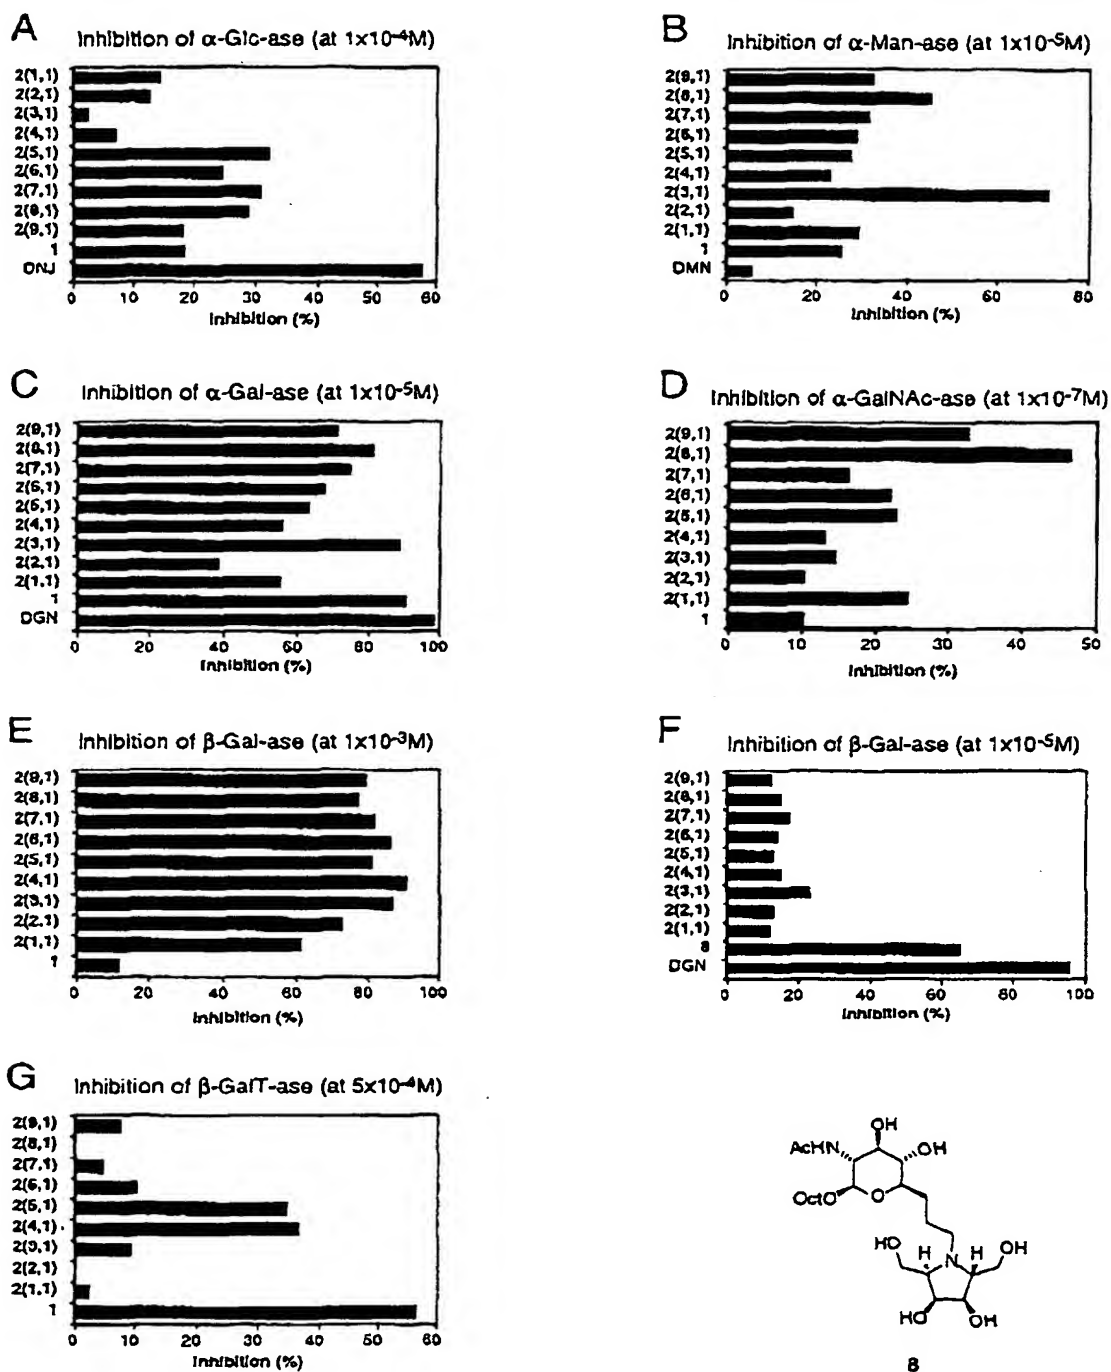 A
Inhibition of α-Glc-ase (at 1x10⁻⁴M)
2(1,1)
2(2,1)
2(3,1)
2(4,1)
2(5,1)
2(6,1)
2(7,1)
2(8,1)
2(9,1)
1
DNJ
0 10 20 30 40 50 60
Inhibition (%)
B
Inhibition of α-Man-ase (at 1x10⁻⁵M)
2(9,1)
2(8,1)
2(7,1)
2(6,1)
2(5,1)
2(4,1)
2(3,1)
2(2,1)
2(1,1)
1
DMN
0 20 40 60 80
Inhibition (%)
C
Inhibition of α-Gal-ase (at 1x10⁻⁵M)
2(9,1)
2(8,1)
2(7,1)
2(6,1)
2(5,1)
2(4,1)
2(3,1)
2(2,1)
2(1,1)
1
DGN
0 20 40 60 80 100
Inhibition (%)
D
Inhibition of α-GalNAc-ase (at 1x10⁻⁷M)
2(9,1)
2(8,1)
2(7,1)
2(6,1)
2(5,1)
2(4,1)
2(3,1)
2(2,1)
2(1,1)
1
0 10 20 30 40 50
Inhibition (%)
E
Inhibition of β-Gal-ase (at 1x10⁻³M)
2(9,1)
2(8,1)
2(7,1)
2(6,1)
2(5,1)
2(4,1)
2(3,1)
2(2,1)
2(1,1)
1
0 20 40 60 80 100
Inhibition (%)
F
Inhibition of β-Gal-ase (at 1x10⁻⁵M)
2(9,1)
2(8,1)
2(7,1)
2(6,1)
2(5,1)
2(4,1)
2(3,1)
2(2,1)
2(1,1)
8
DGN
0 20 40 60 80 100
Inhibition (%)
G
Inhibition of β-GalT-ase (at 5x10⁻⁴M)
2(9,1)
2(8,1)
2(7,1)
2(6,1)
2(5,1)
2(4,1)
2(3,1)
2(2,1)
2(1,1)
1
0 10 20 30 40 50 60
Inhibition (%)
OH
AcHN
OH
OctO
O
HO
H
N
H
OH
HO
OH
8